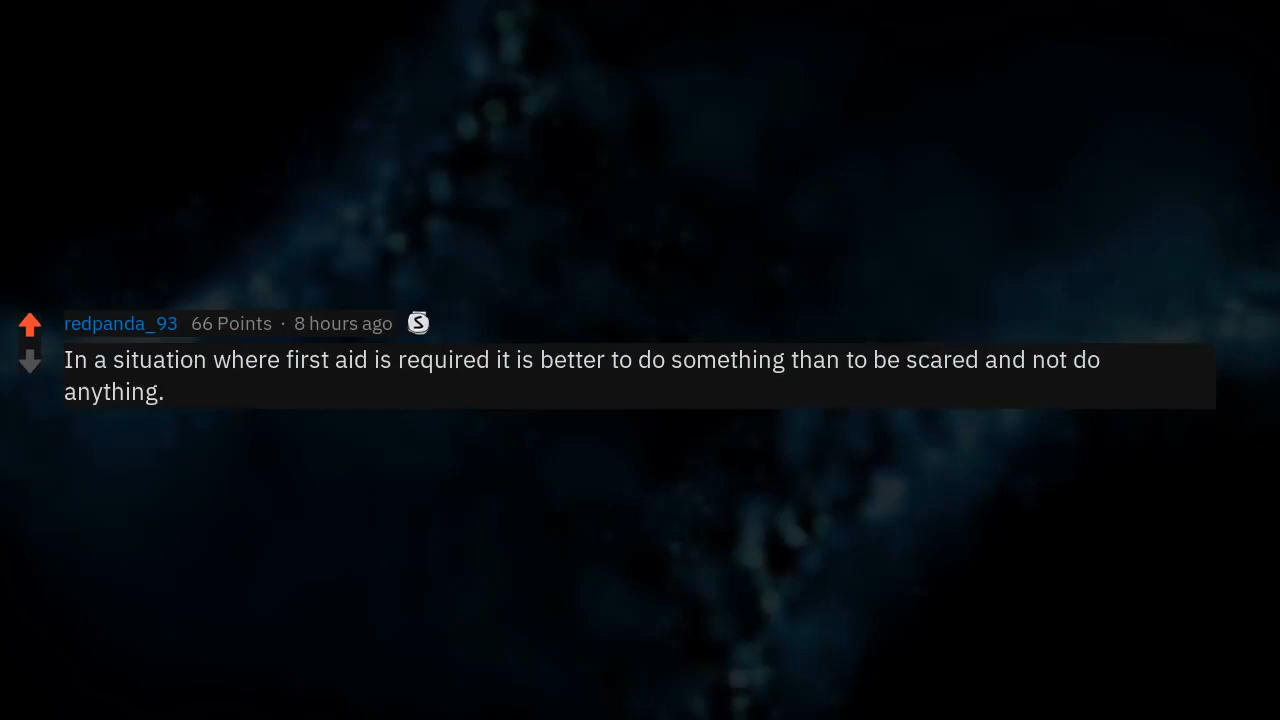 redpanda_93 66 Points · 8 hours ago S
In a situation where first aid is required it is better to do something than to be scared and not do
anything.